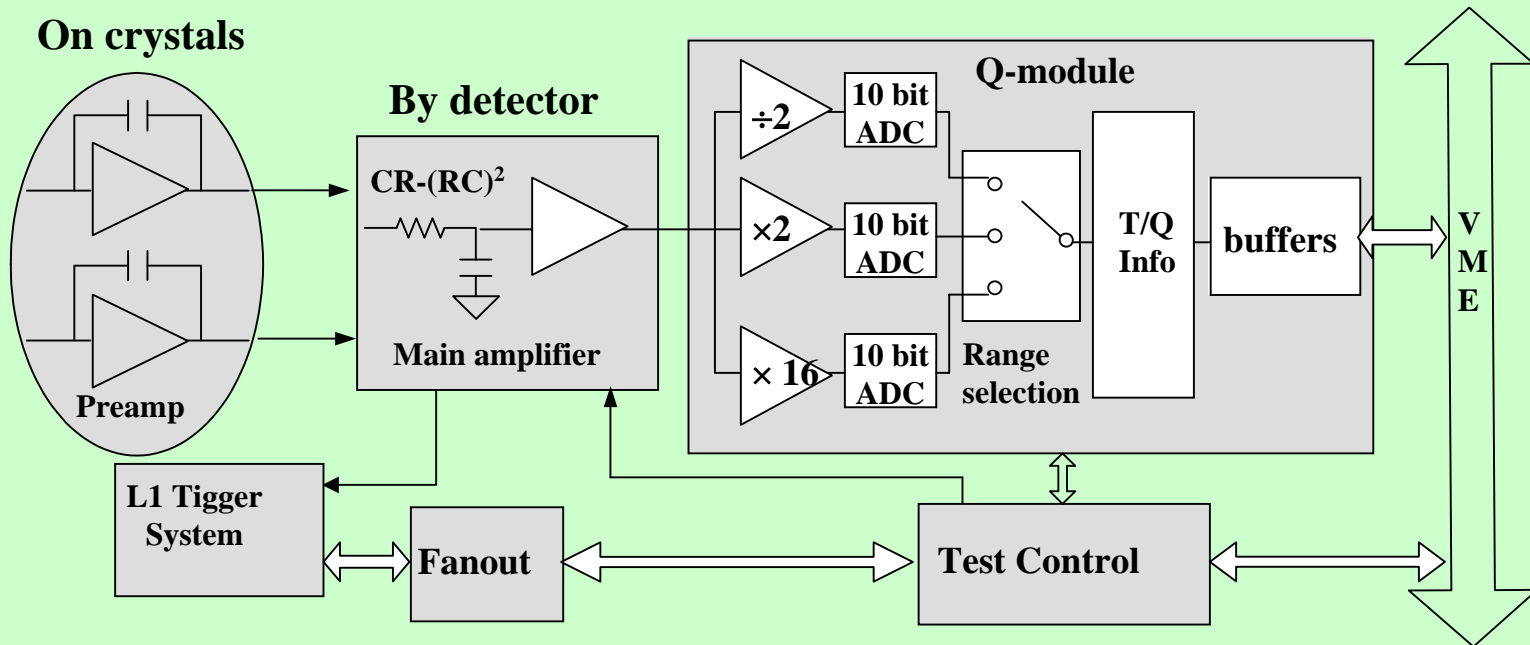 On crystals
Preamp
By detector
CR-(RC)²
Main amplifier
Q-module
÷2
10 bit
ADC
×2
10 bit
ADC
× 16
10 bit
ADC
Range
selection
T/Q
Info
buffers
V
M
E
L1 Tigger
System
Fanout
Test Control